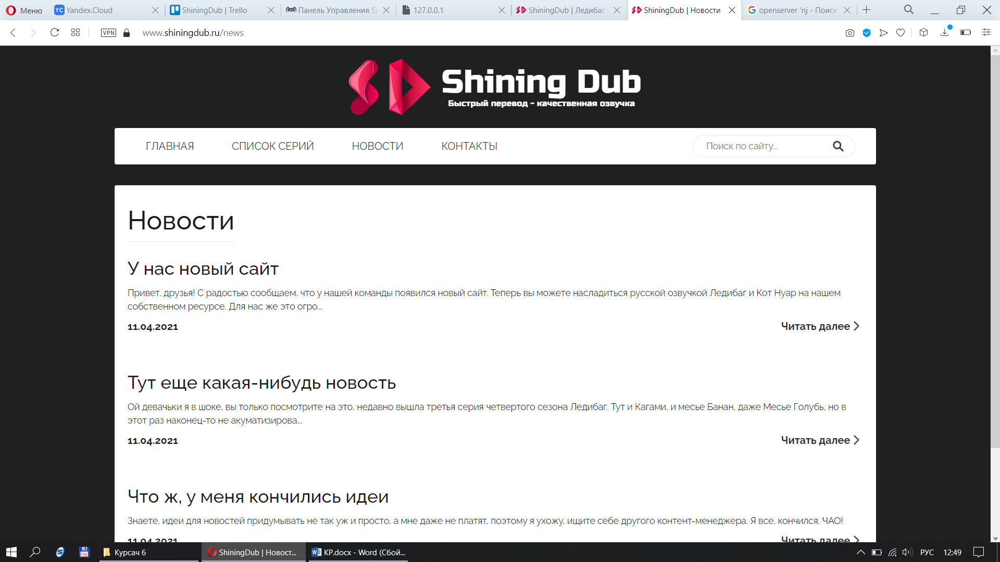 Меню
Yandex.Cloud
ShiningDub | Trello
Панель Управления Sp
127.0.0.1
ShiningDub | Ледибаг
ShiningDub | Новости
openserver 'nj - Поиск
VPN
www.shiningdub.ru/news
Shining Dub
Быстрый перевод - качественная озвучка
ГЛАВНАЯ
СПИСОК СЕРИЙ
НОВОСТИ
КОНТАКТЫ
Поиск по сайту...
Новости
У нас новый сайт
Привет, друзья! С радостью сообщаем, что у нашей команды появился новый сайт. Теперь вы можете насладиться русской озвучкой Ледибаг и Кот Нуар на нашем
собственном ресурсе. Для нас же это огро...
11.04.2021
Читать далее
Тут еще какая-нибудь новость
Ой девачьки я в шоке, вы только посмотрите на это, недавно вышла третья серия четвертого сезона Ледибаг. Тут и Кагами, и месье Банан, даже Месье Голубь, но в
этот раз наконец-то не акуматизирова...
11.04.2021
Читать далее
Что ж, у меня кончились идеи
Знаете, идеи для новостей придумывать не так уж и просто, а мне даже не платят, поэтому я ухожу, ищите себе другого контент-менеджера. Я все, кончился. ЧАО!
11.04.2021
Читать далее
Курсач 6
ShiningDub | Новост...
KP.docx - Word (Сбой...
РУС
12:49